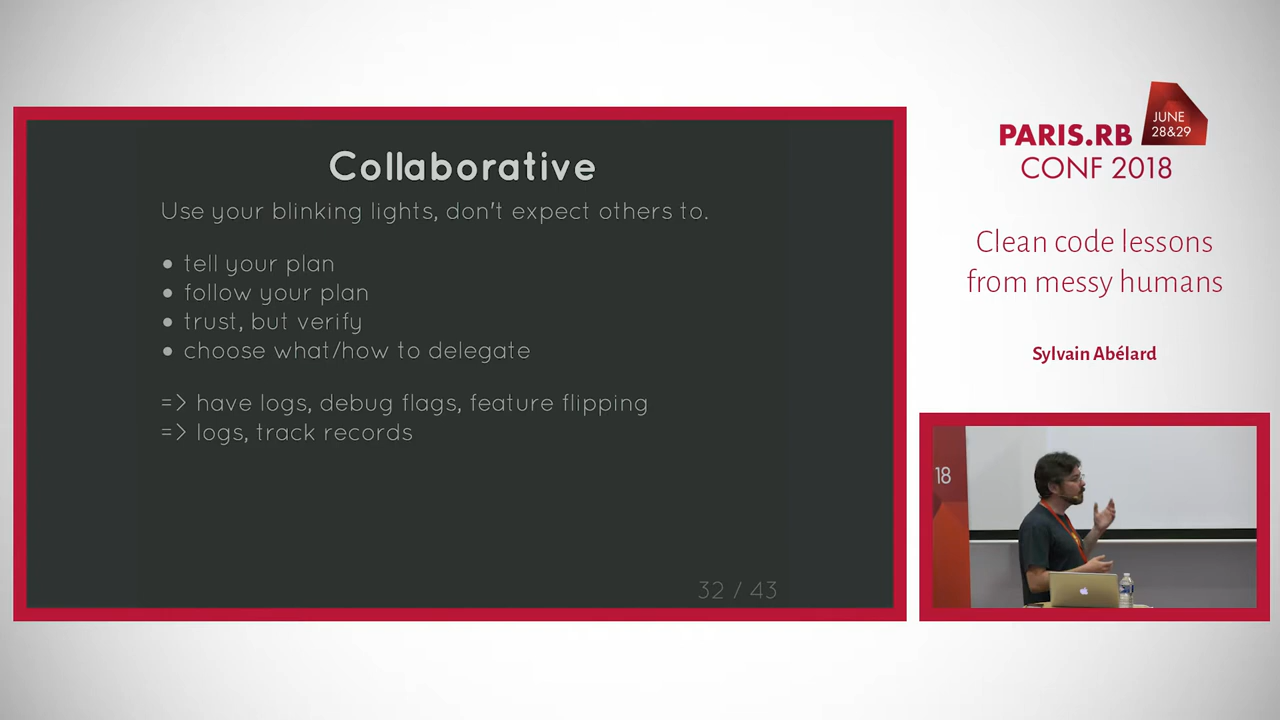 Collaborative
Use your blinking lights, don't expect others to.
• tell your plan
• follow your plan
• trust, but verify
• choose what/how to delegate
=> have logs, debug flags, feature flipping
=> logs, track records
32 / 43
PARIS.RB
CONF 2018
JUNE
28&29
Clean code lessons
from messy humans
Sylvain Abélard
18